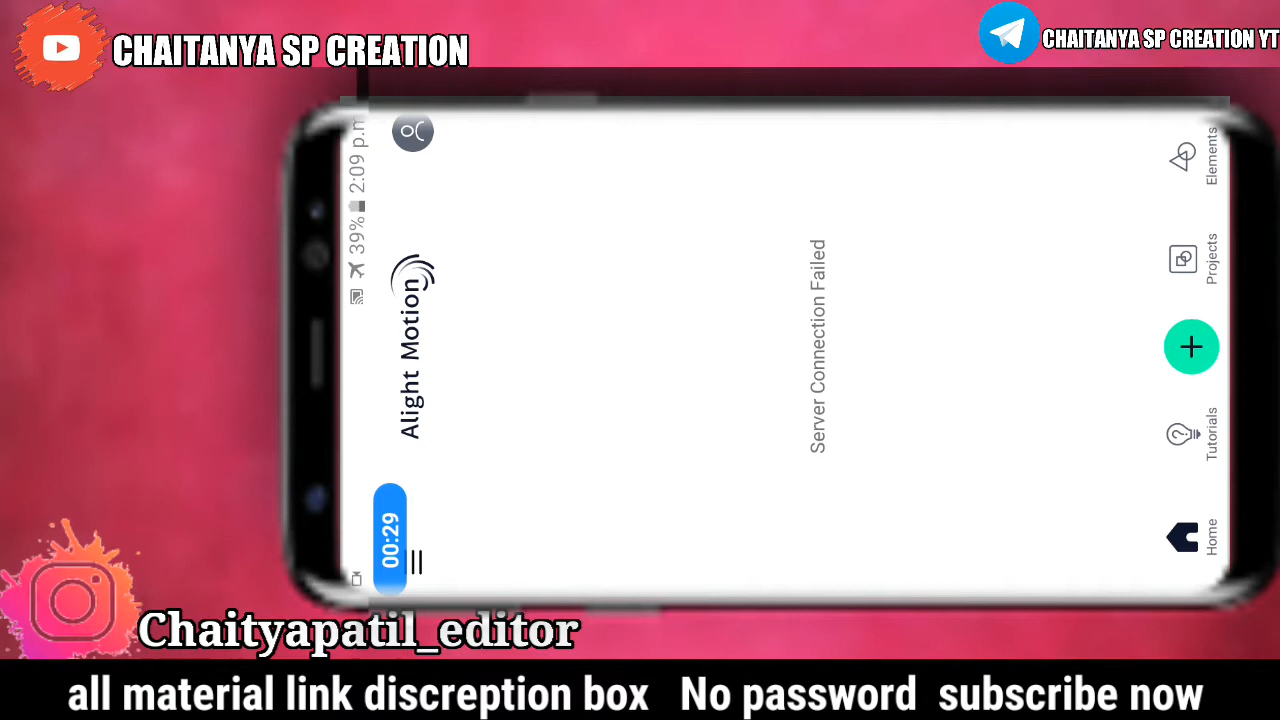 CHAITANYA SP CREATION
CHAITANYA SP CREATION YT
39% 2:09 p.m
Alight Motion
00:29
Server Connection Failed
Home
Tutorials
Projects
Elements
Chaityapatil_editor
all material link discreption box No password subscribe now